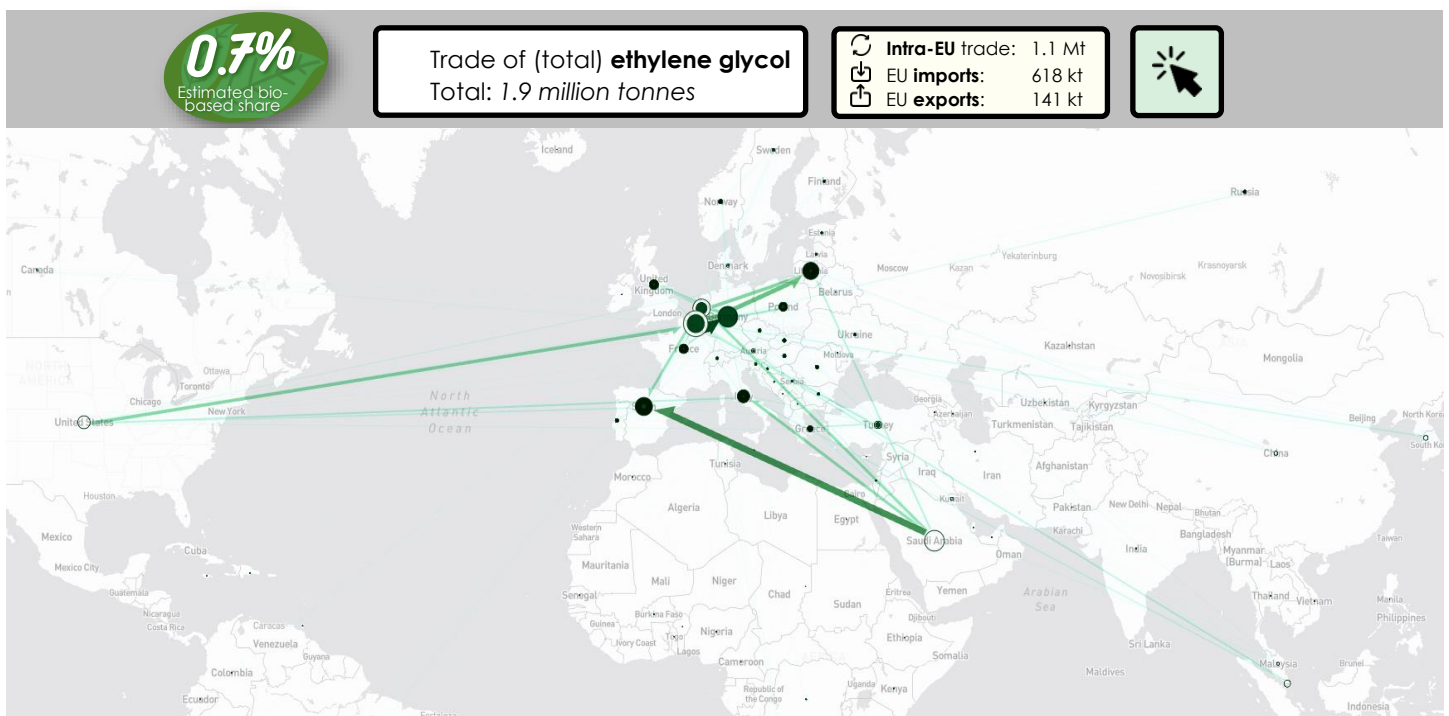 0.7%
Estimated bio-
based share
Trade of (total) ethylene glycol
Total: 1.9 million tonnes
Intra-EU trade: 1.1 Mt
EU imports: 618 kt
EU exports: 141 kt
Iceland
Sweden
Finland
Norway
Russia
Estonia
Latvia
Denmark
Moscow
Kazan
Yekaterinburg
Novosibirsk
Krasnoyarsk
Canada
United
Kingdom
Belarus
London
Poland
Ukraine
France
Austria
Moldova
Kazakhstan
Mongolia
NORTH
AMERICA
Ottawa
Toronto
Chicago
New York
United States
North
Atlantic
Ocean
Serbia
Georgia
Azerbaijan
Uzbekistan
Kyrgyzstan
Turkmenistan
Tajikistan
Beijing
North Korea
South Ko
Greece
Turkey
China
Syria
Iraq
Iran
Afghanistan
Tunisia
Morocco
Cairo
Kuwait
Pakistan
New Delhi
Nepal
Bhutan
Houston
Algeria
Libya
Egypt
Karachi
Bangladesh
Western
Sahara
Saudi Arabia
Oman
India
Myanmar
(Burma)
Laos
Taiwan
Mexico
Mexico City
Cuba
Mauritania
Mali
Niger
Chad
Sudan
Eritrea
Yemen
Arabian
Sea
Thailand
Vietnam
Manila
Philippines
Guatemala
Nicaragua
Costa Rica
Caracas
Venezuela
Guyana
Senegal
Guinea
Burkina Faso
Ivory Coast
Togo
Lagos
Nigeria
Djibouti
Ethiopia
Somalia
Sri Lanka
Maldives
Cameroon
Colombia
Ecuador
Republic of
the Congo
Uganda
Kenya
Malaysia
Brunei
Indonesia